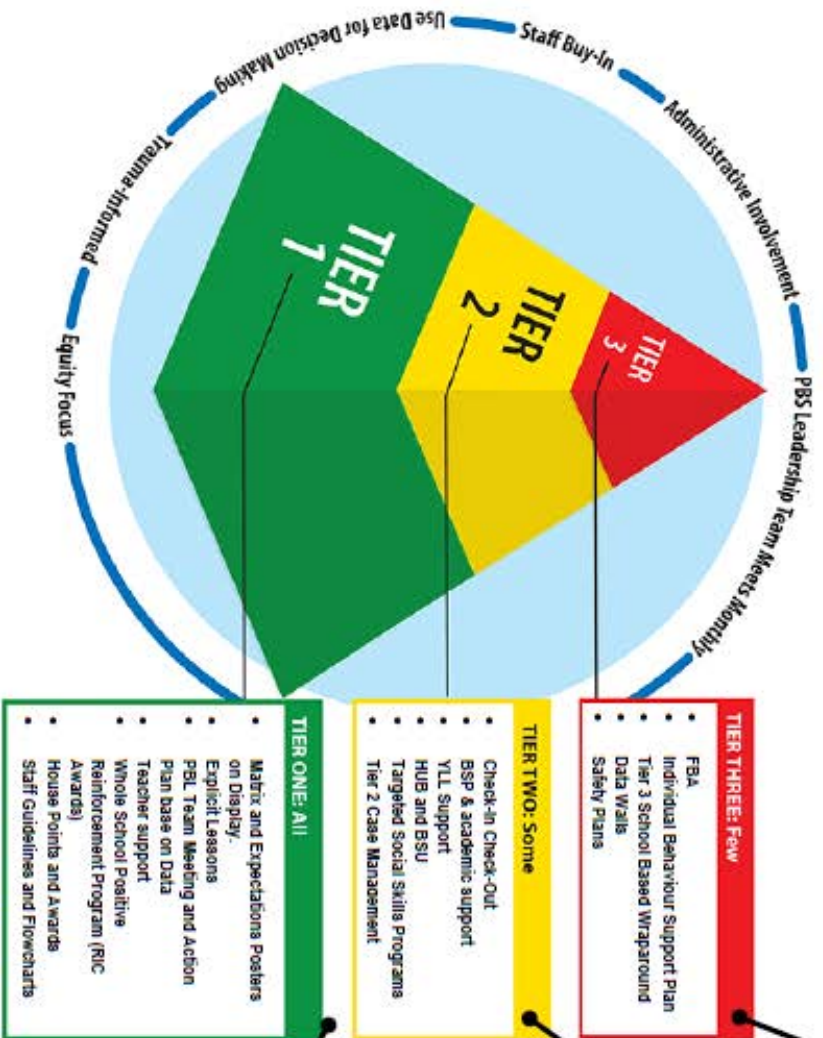 Equity Focus
Trauma-Informed
Use Data for Decision Making
Staff Buy-In
Administrative Involvement
PBS Leadership Team Meets Monthly
TIER
3
TIER
2
TIER
1
TIER THREE: Few
• FBA
• Individual Behaviour Support Plan
• Tier 3 School Based Wraparound
• Data Walls
• Safety Plans
TIER TWO: Some
• Check-In Check-Out
• BSP & academic support
• YLL Support
• HUB and BSU
• Targeted Social Skills Programs
• Tier 2 Case Management
TIER ONE: All
• Matrix and Expectations Posters
on Display.
• Explicit Lessons
• PBL Team Meeting and Action
Plan base on Data
• Teacher support
• Whole School Positive
Reinforcement Program (RIC
Awards)
• House Points and Awards
• Staff Guidelines and Flowcharts